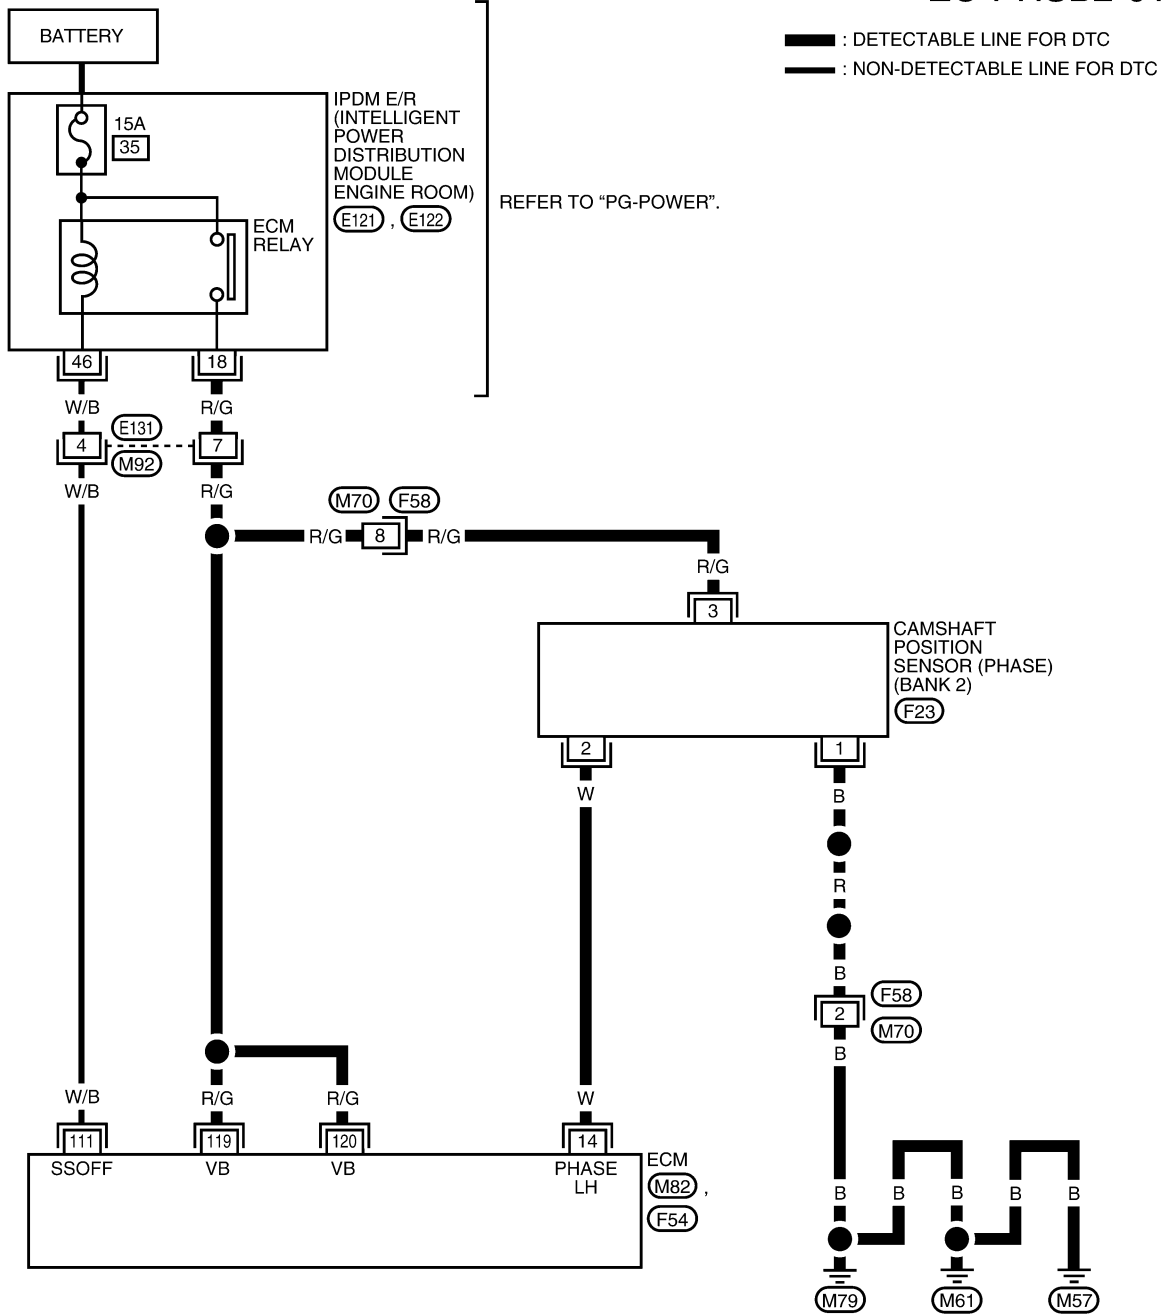 BATTERY
: DETECTABLE LINE FOR DTC
: NON-DETECTABLE LINE FOR DTC
15A
35
IPDM E/R
(INTELLIGENT
POWER
DISTRIBUTION
MODULE
ENGINE ROOM)
E121 , E122
REFER TO “PG-POWER”.
ECM
RELAY
46 18
W/B R/G
4 E131 7
M92
W/B R/G
M70 F58
R/G 8 R/G
R/G
3
CAMSHAFT
POSITION
SENSOR (PHASE)
(BANK 2)
F23
2 1
W B
R
B
F58
2
M70
B
W/B R/G R/G W
111 119 120 14
SSOFF VB VB PHASE
LH
ECM
M82 ,
F54
B B B B B
M79 M61 M57